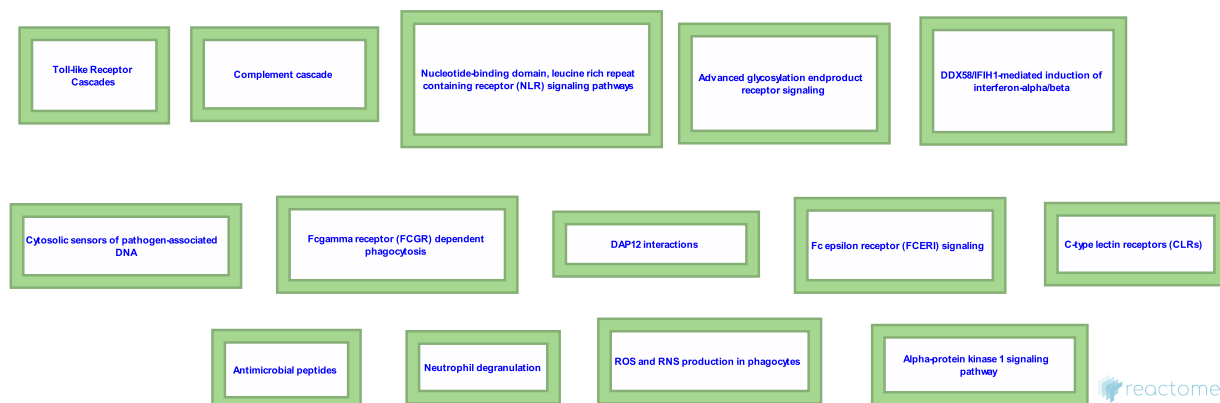 Toll-like Receptor
Cascades
Complement cascade
Nucleotide-binding domain, leucine rich repeat
containing receptor (NLR) signaling pathways
Advanced glycosylation endproduct
receptor signaling
DDX58/IFIH1-mediated induction of
interferon-alpha/beta
Cytosolic sensors of pathogen-associated
DNA
Fcgamma receptor (FCGR) dependent
phagocytosis
DAP12 interactions
Fc epsilon receptor (FCERI) signaling
C-type lectin receptors (CLRs)
Antimicrobial peptides
Neutrophil degranulation
ROS and RNS production in phagocytes
Alpha-protein kinase 1 signaling
pathway
reactome